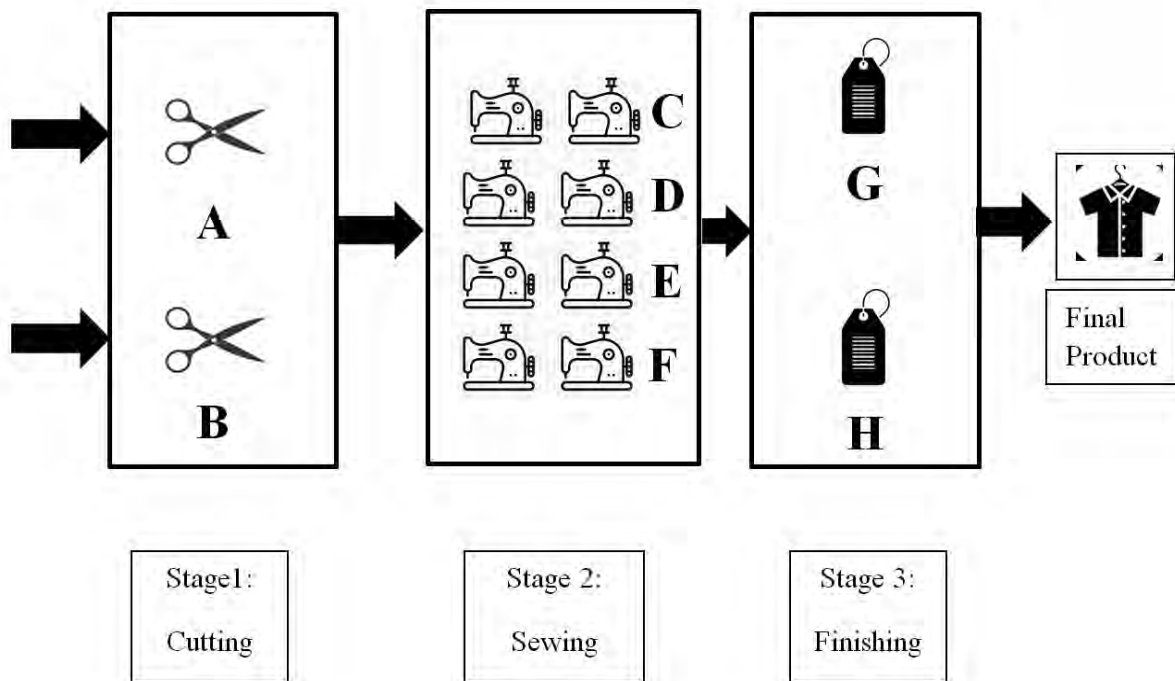 A
B
C
D
E
F
G
H
Final
Product
Stage1:
Cutting
Stage 2:
Sewing
Stage 3:
Finishing